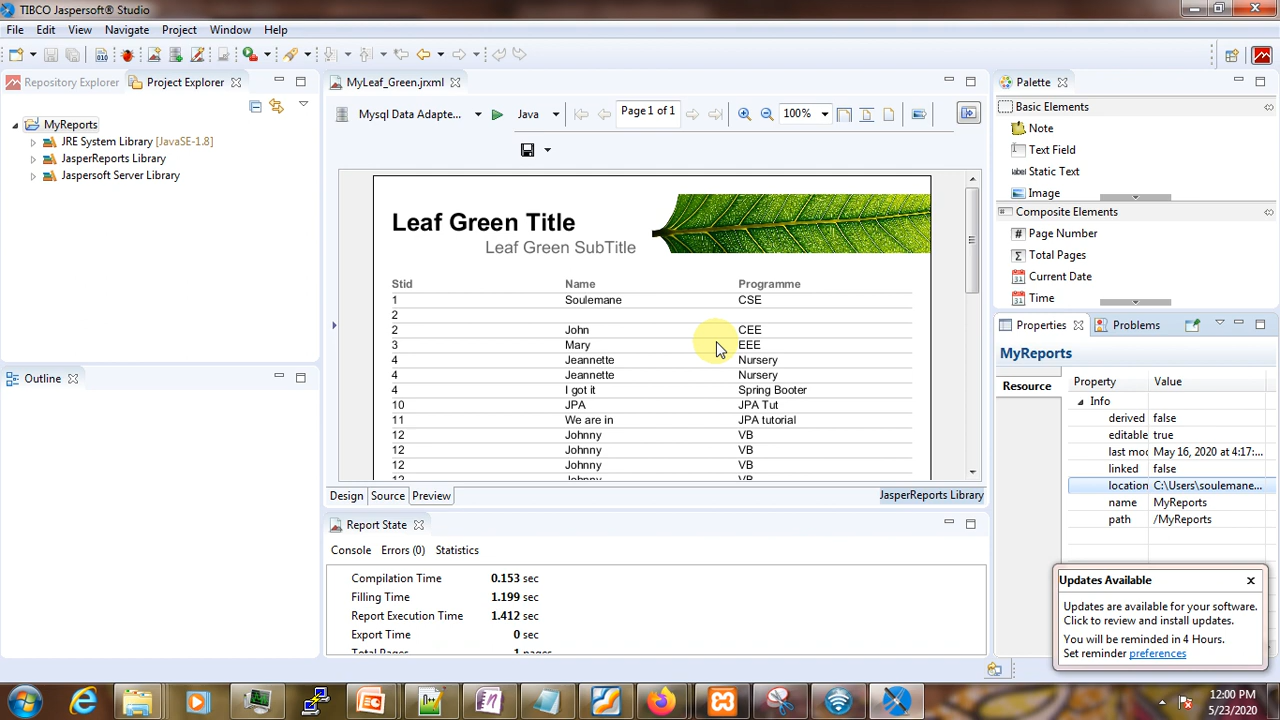 TIBCO Jaspersoft® Studio
File Edit View Navigate Project Window Help
Repository Explorer Project Explorer
MyReports
JRE System Library [JavaSE-1.8]
JasperReports Library
Jaspersoft Server Library
Outline
MyLeaf_Green.jrxml
Mysql Data Adapte... Java Page 1 of 1 100%
Leaf Green Title
Leaf Green SubTitle
Stid Name Programme
1 Soulemane CSE
2
2 John CEE
3 Mary EEE
4 Jeannette Nursery
4 Jeannette Nursery
4 I got it Spring Booter
10 JPA JPA Tut
11 We are in JPA tutorial
12 Johnny VB
12 Johnny VB
12 Johnny VB
12 Johnny VB
Design Source Preview JasperReports Library
Report State
Console Errors (0) Statistics
Compilation Time 0.153 sec
Filling Time 1.199 sec
Report Execution Time 1.412 sec
Export Time 0 sec
Total Pages 1 pages
Palette
Basic Elements
Note
Text Field
label Static Text
Image
Composite Elements
# Page Number
Σ Total Pages
Current Date
Time
Properties Problems
MyReports
Resource
Property Value
Info
derived false
editable true
last mo May 16, 2020 at 4:17:...
linked false
location C:\Users\soulemane...
name MyReports
path /MyReports
Updates Available
Updates are available for your software.
Click to review and install updates.
You will be reminded in 4 Hours.
Set reminder preferences
12:00 PM
5/23/2020